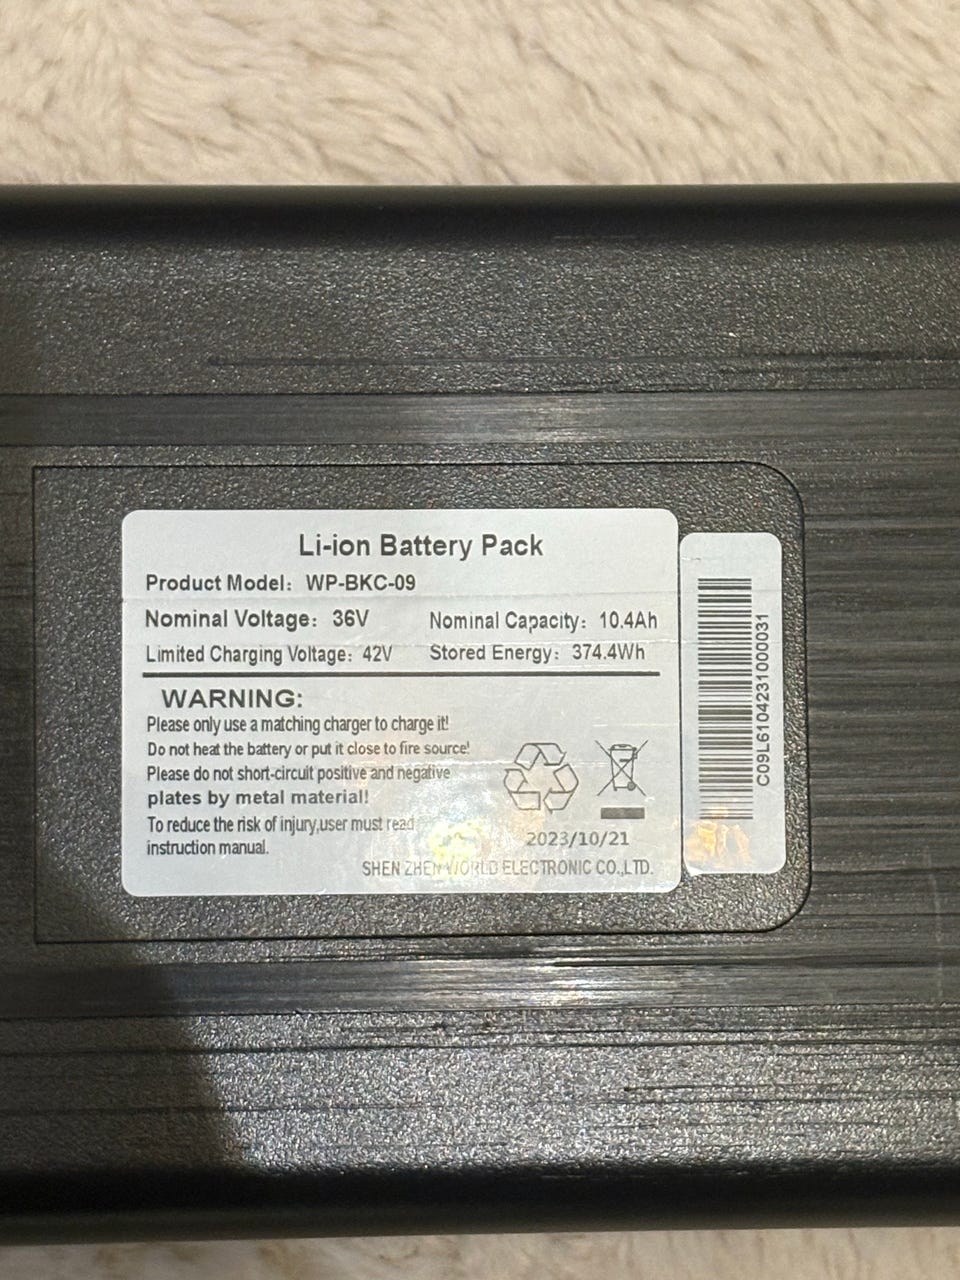 Li-ion Battery Pack
Product Model: WP-BKC-09
Nominal Voltage: 36V Nominal Capacity: 10.4Ah
Limited Charging Voltage: 42V Stored Energy: 374.4Wh
WARNING:
Please only use a matching charger to charge it!
Do not heat the battery or put it close to fire source!
Please do not short-circuit positive and negative
plates by metal material!
To reduce the risk of injury,user must read
instruction manual.
2023/10/21
SHEN ZHEN WORLD ELECTRONIC CO.,LTD.
C09L6104231000031